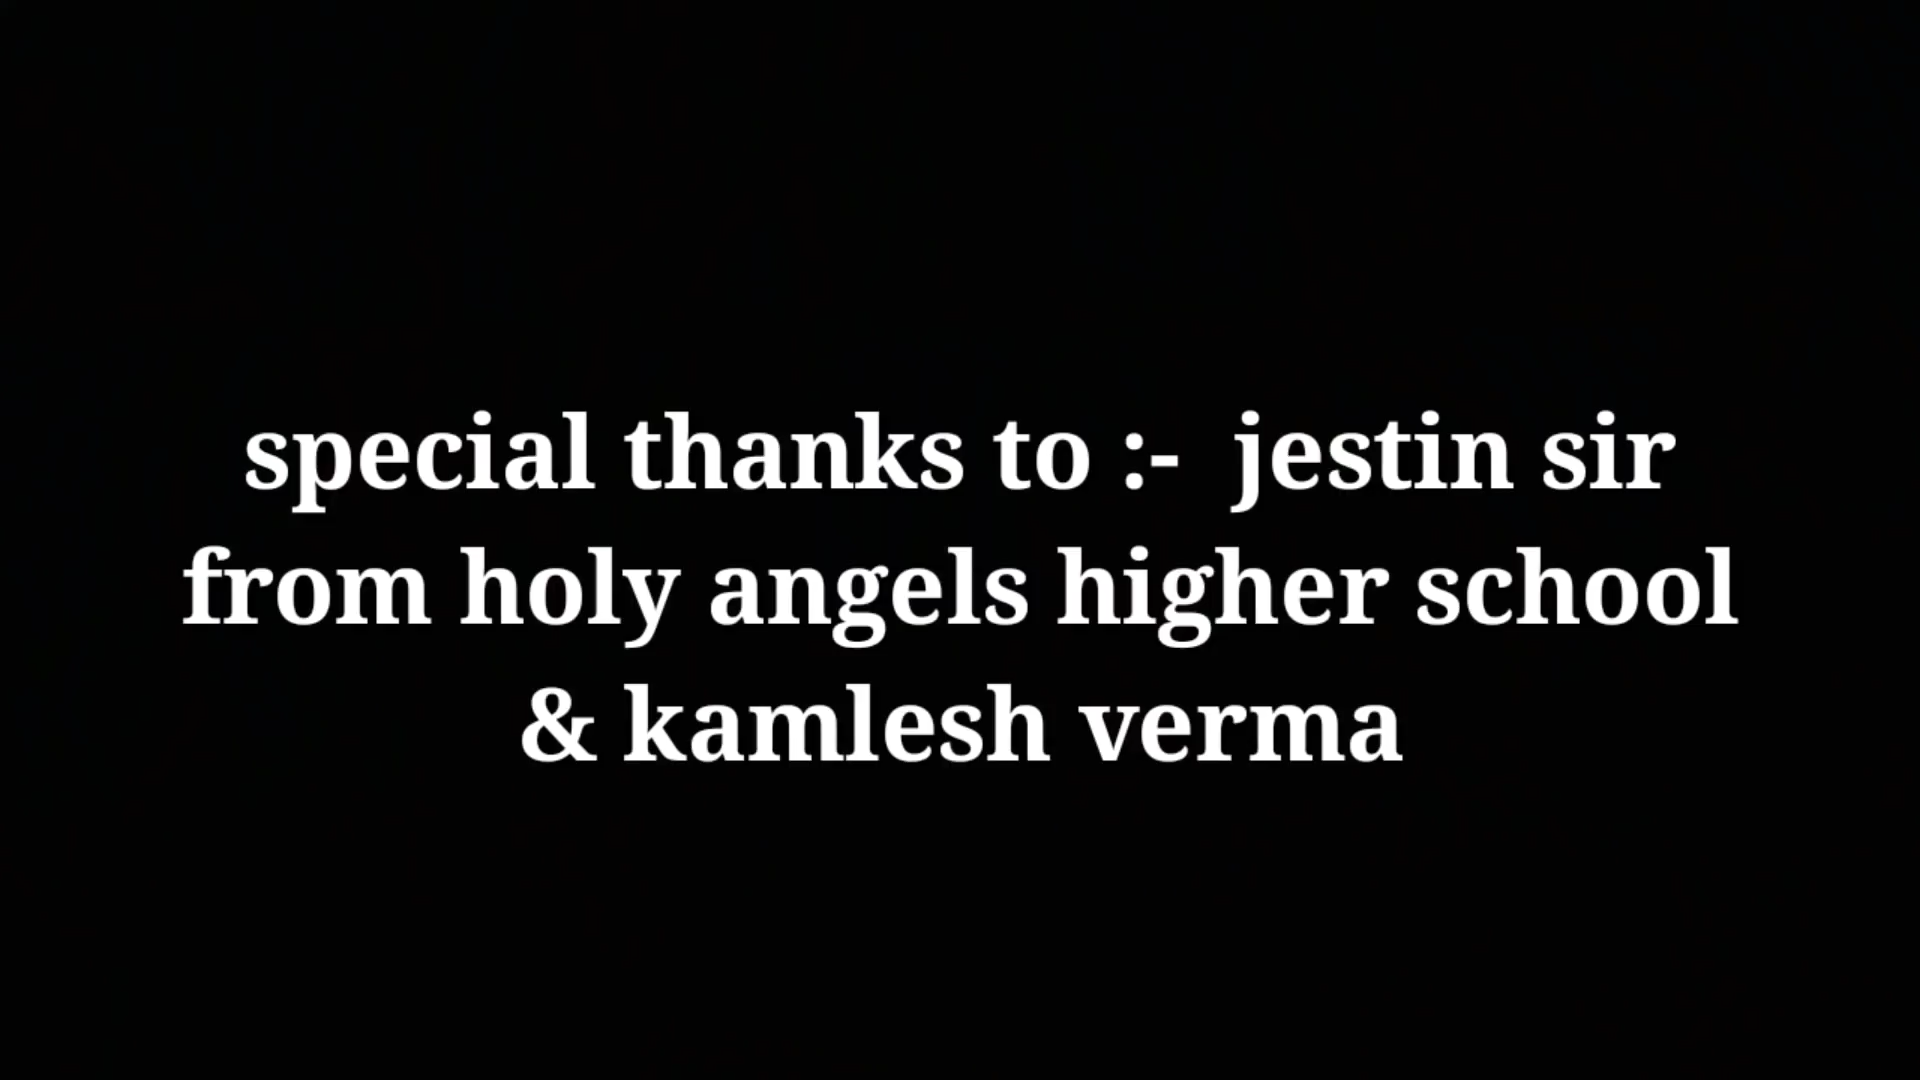 special thanks to :-  jestin sir
from holy angels higher school
& kamlesh verma